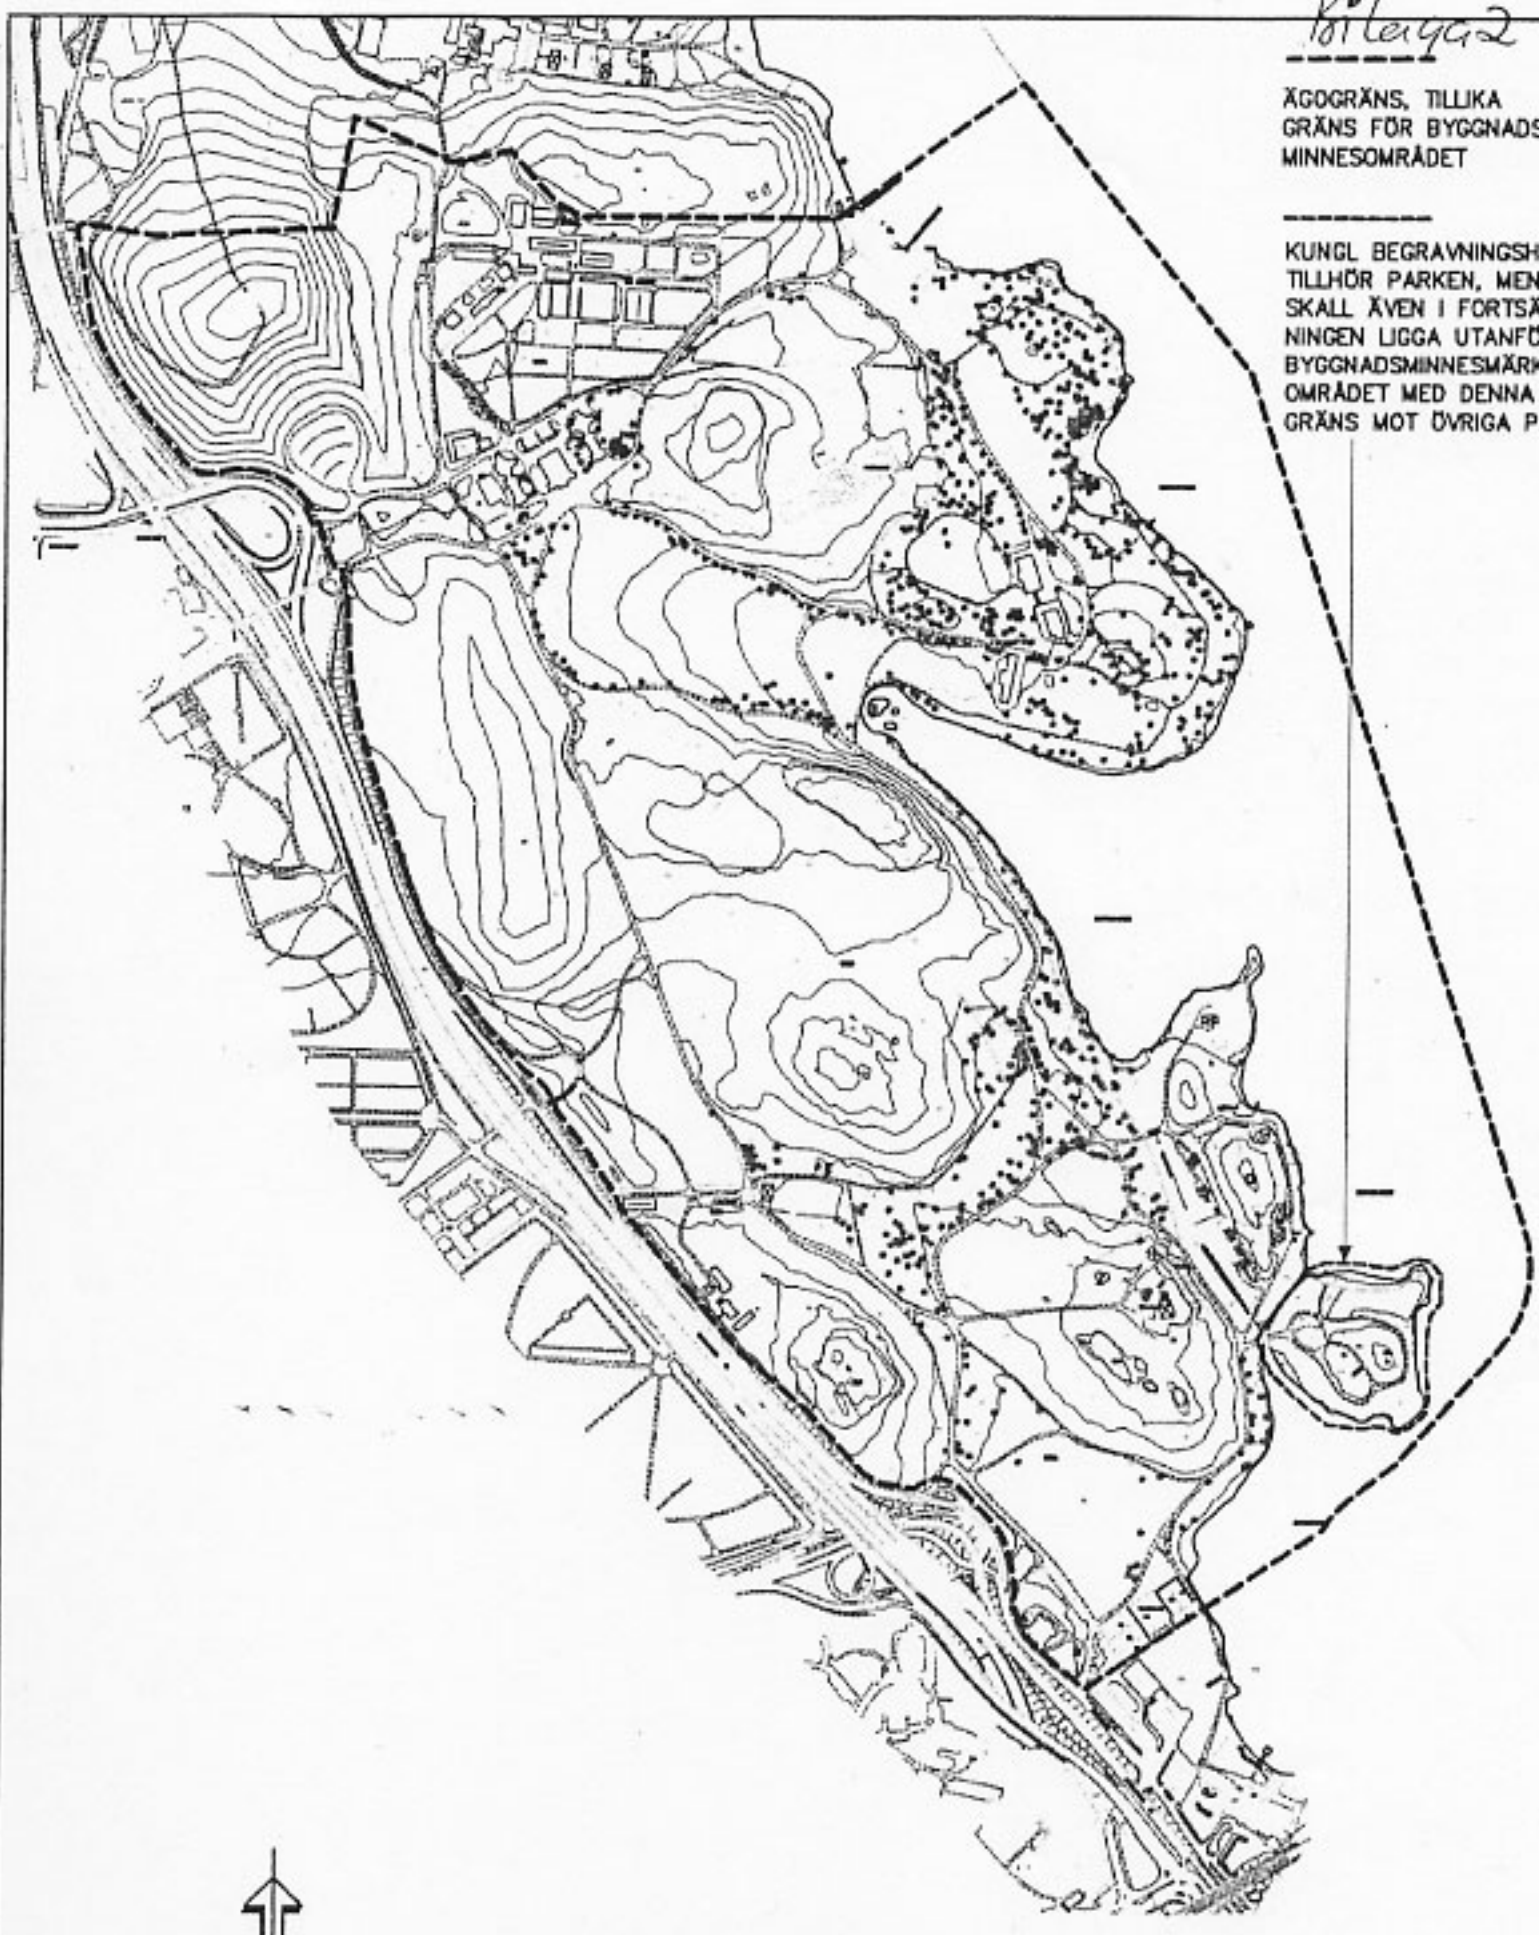 Bilaga 2
ÄGOGRÄNS, TILLIKA
GRÄNS FÖR BYGGNADS
MINNESOMRÅDET
KUNGL BEGRAVNINGSH
TILLHÖR PARKEN, MEN
SKALL ÄVEN I FORTSÄ
NINGEN LIGGA UTANFÖ
BYGGNADSMINNESMÄRK
OMRÅDET MED DENNA
GRÄNS MOT ÖVRIGA P